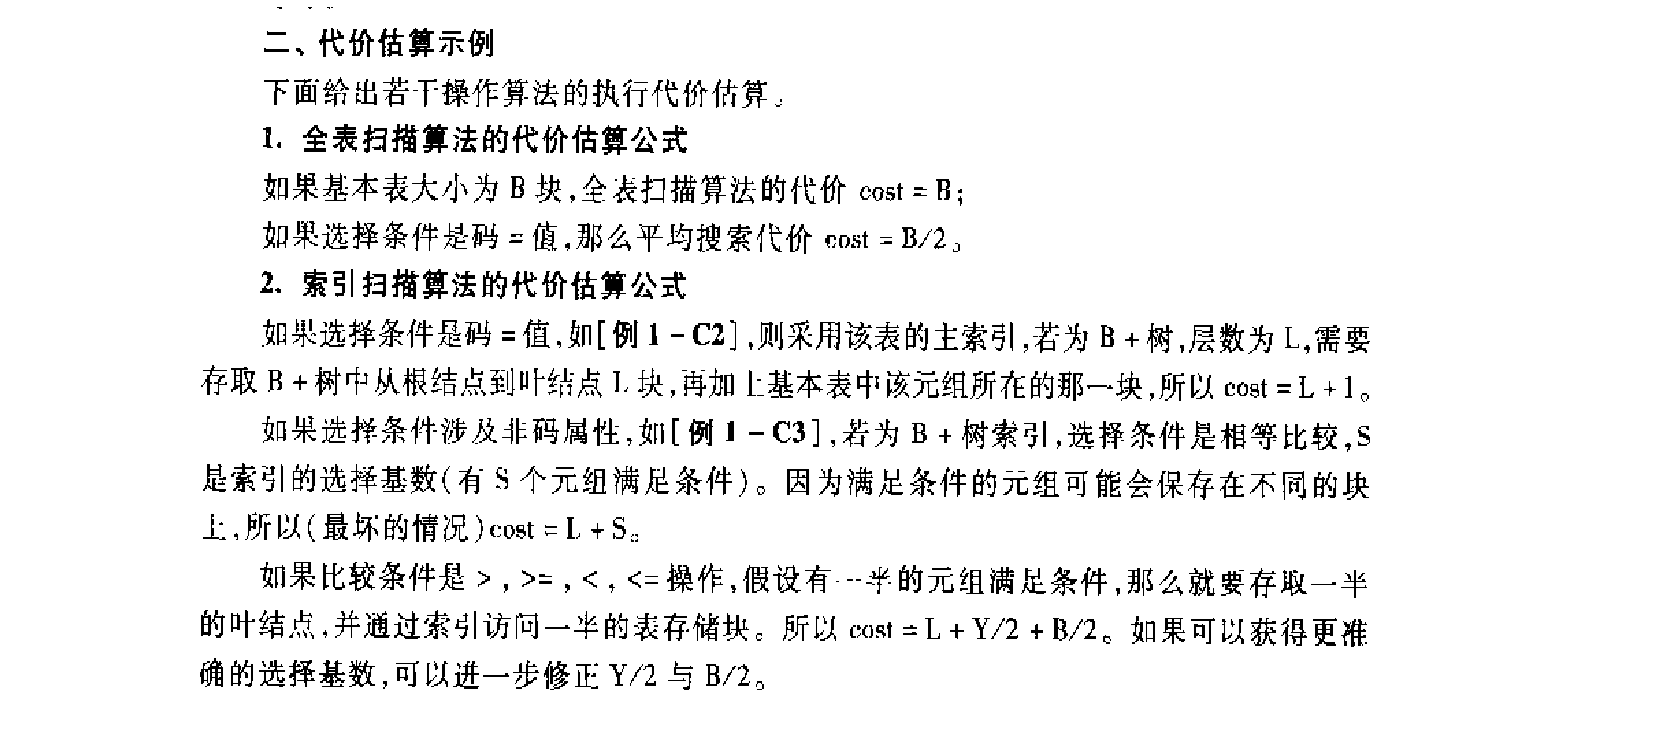 二、代价估算示例
下面给出若干操作算法的执行代价估算。
1. 全表扫描算法的代价估算公式
如果基本表大小为 B 块,全表扫描算法的代价 cost = B;
如果选择条件是码 = 值,那么平均搜索代价 cost = B/2。
2. 索引扫描算法的代价估算公式
如果选择条件是码 = 值,如[例 1 - C2],则采用该表的主索引,若为 B + 树,层数为 L,需要
存取 B + 树中从根结点到叶结点 L 块,再加上基本表中该元组所在的那一块,所以 cost = L + 1。
如果选择条件涉及非码属性,如[例 1 - C3],若为 B + 树索引,选择条件是相等比较,S
是索引的选择基数(有 S 个元组满足条件)。因为满足条件的元组可能会保存在不同的块
上,所以(最坏的情况)cost = L + S。
如果比较条件是 > , >= , < , <= 操作,假设有一半的元组满足条件,那么就要存取一半
的叶结点,并通过索引访问一半的表存储块。所以 cost = L + Y/2 + B/2。如果可以获得更准
确的选择基数,可以进一步修正 Y/2 与 B/2。